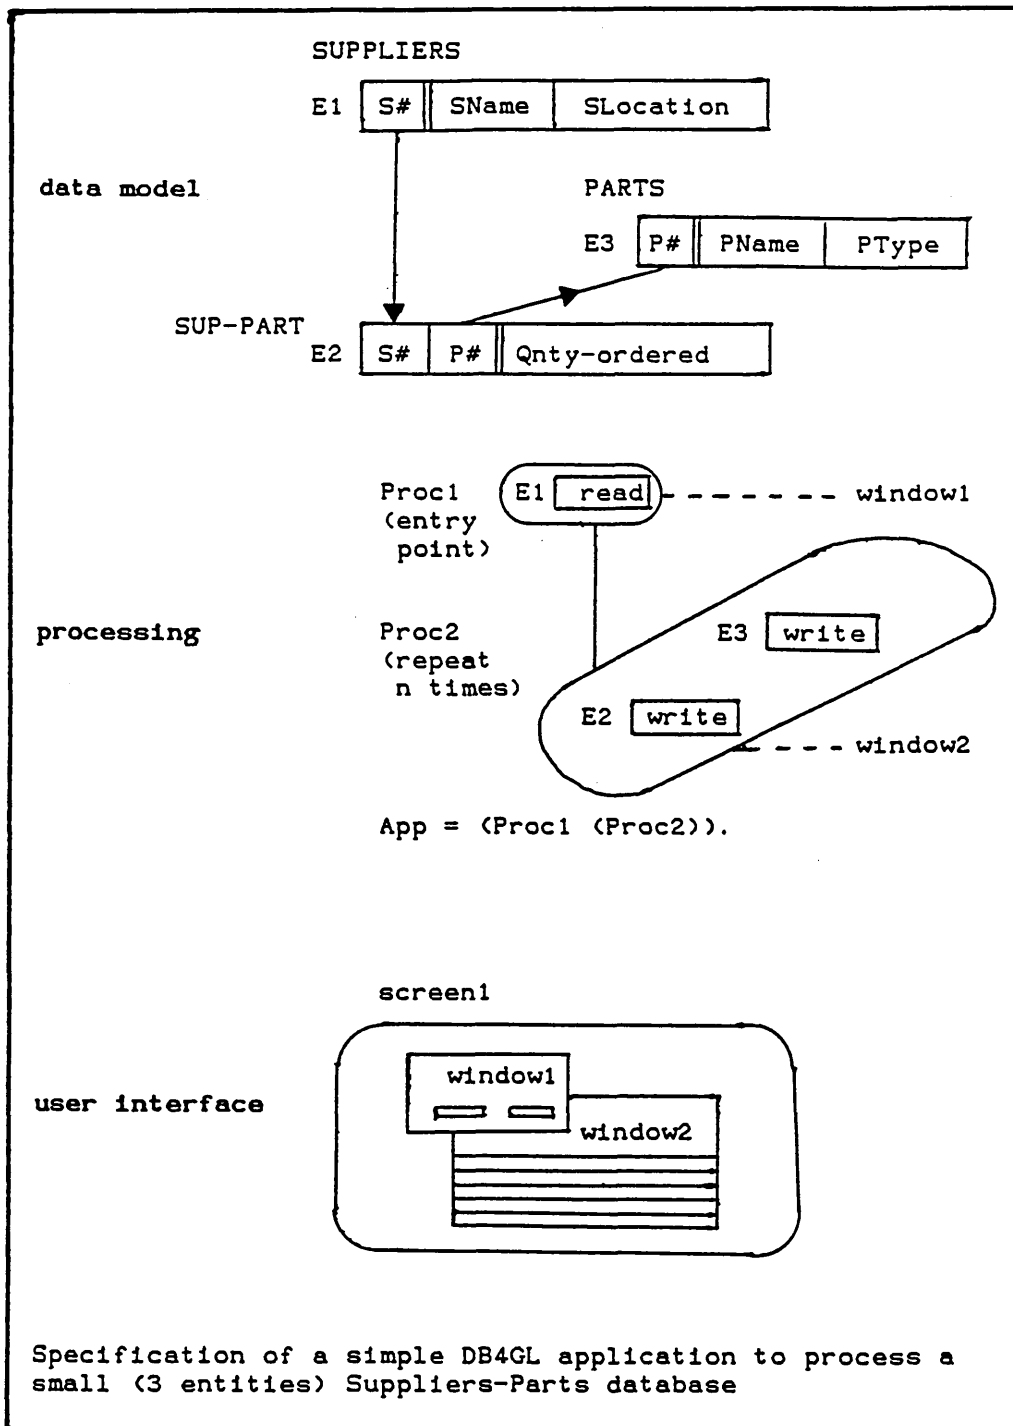 SUPPLIERS
E1 S# SName SLocation
data model
PARTS
E3 P# PName PType
SUP-PART
E2 S# P# Qnty-ordered
Proc1
(entry
point)
E1 read
window1
processing
Proc2
(repeat
n times)
E3 write
E2 write
window2
App = (Proc1 (Proc2)).
screen1
window1
user interface
window2
Specification of a simple DB4GL application to process a
small (3 entities) Suppliers-Parts database